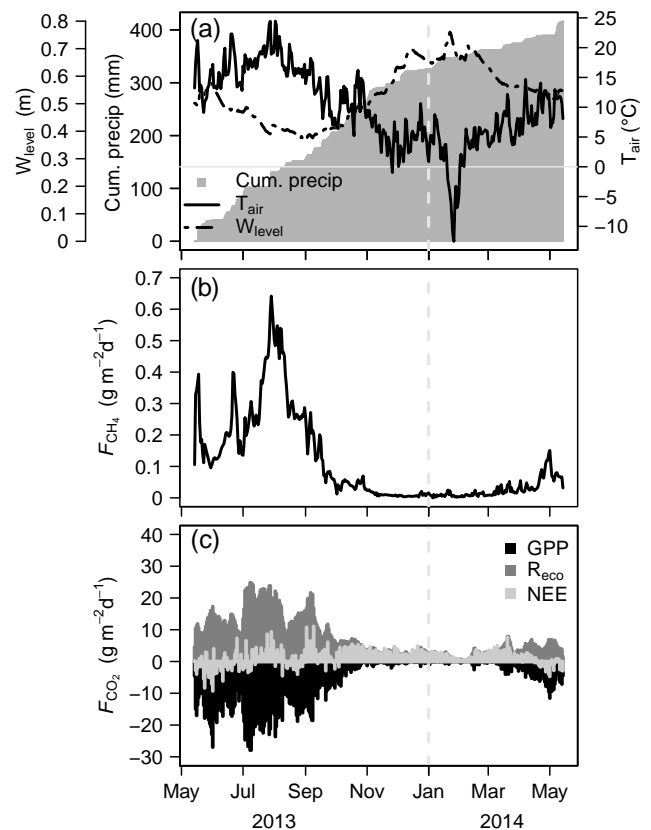 (a)
0.8
0.7
0.6
0.5
0.4
0.3
0.2
0.1
0
W_level (m)
400
300
200
100
0
Cum. precip (mm)
25
20
15
10
5
0
−5
−10
T_air (°C)
Cum. precip
T_air
W_level
(b)
0.7
0.6
0.5
0.4
0.3
0.2
0.1
0
F_CH₄ (g m⁻²d⁻¹)
(c)
40
30
20
10
0
−10
−20
−30
F_CO₂ (g m⁻²d⁻¹)
GPP
R_eco
NEE
May Jul Sep Nov Jan Mar May
2013 2014